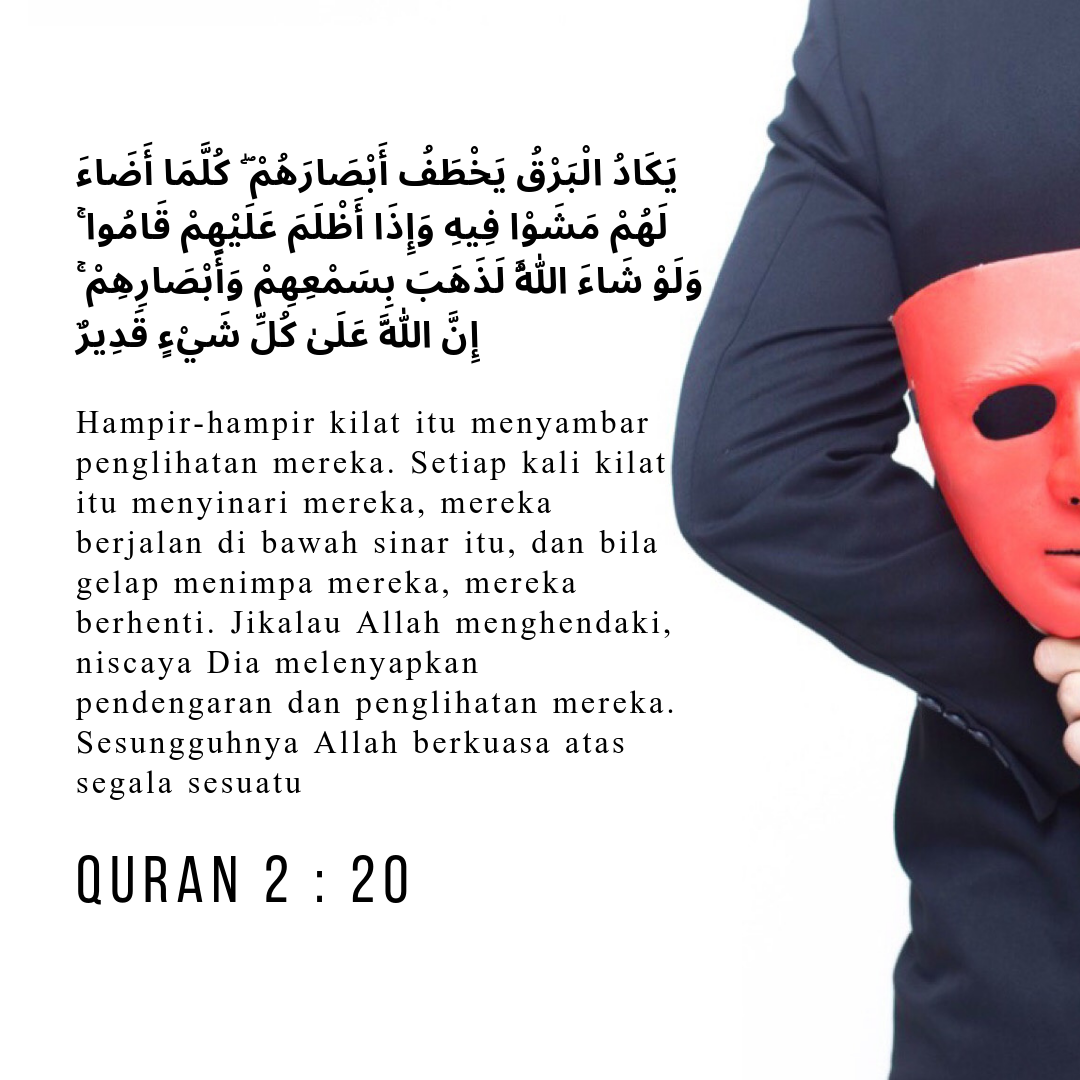 يَكَادُ الْبَرْقُ يَخْطَفُ أَبْصَارَهُمْ ۖ كُلَّمَا أَضَاءَ
لَهُمْ مَشَوْا فِيهِ وَإِذَا أَظْلَمَ عَلَيْهِمْ قَامُوا ۚ
وَلَوْ شَاءَ اللَّهُ لَذَهَبَ بِسَمْعِهِمْ وَأَبْصَارِهِمْ ۚ
إِنَّ اللَّهَ عَلَىٰ كُلِّ شَيْءٍ قَدِيرٌ
Hampir-hampir kilat itu menyambar
penglihatan mereka. Setiap kali kilat
itu menyinari mereka, mereka
berjalan di bawah sinar itu, dan bila
gelap menimpa mereka, mereka
berhenti. Jikalau Allah menghendaki,
niscaya Dia melenyapkan
pendengaran dan penglihatan mereka.
Sesungguhnya Allah berkuasa atas
segala sesuatu
QURAN 2 : 20